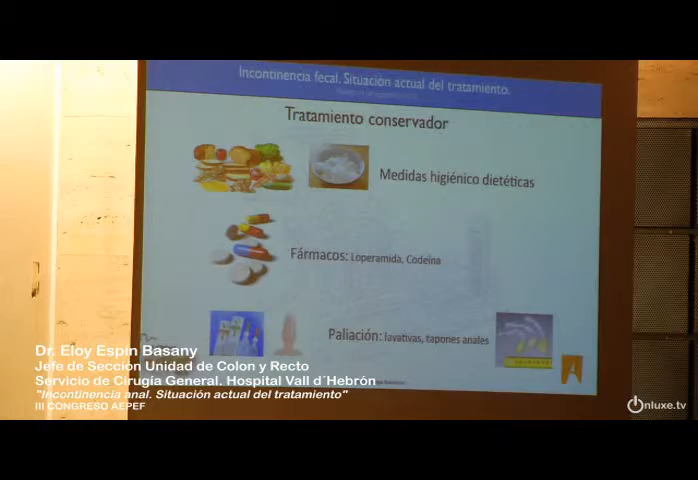 Incontinencia fecal. Situación actual del tratamiento.
Tratamiento conservador
Medidas higiénico dietéticas
Fármacos: Loperamida, Codeína
Paliación: lavativas, tapones anales
Dr. Eloy Espín Basany
Jefe de Sección Unidad de Colon y Recto
Servicio de Cirugía General. Hospital Vall d´Hebrón
"Incontinencia anal. Situación actual del tratamiento"
III CONGRESO AEPEF
Onluxe.tv